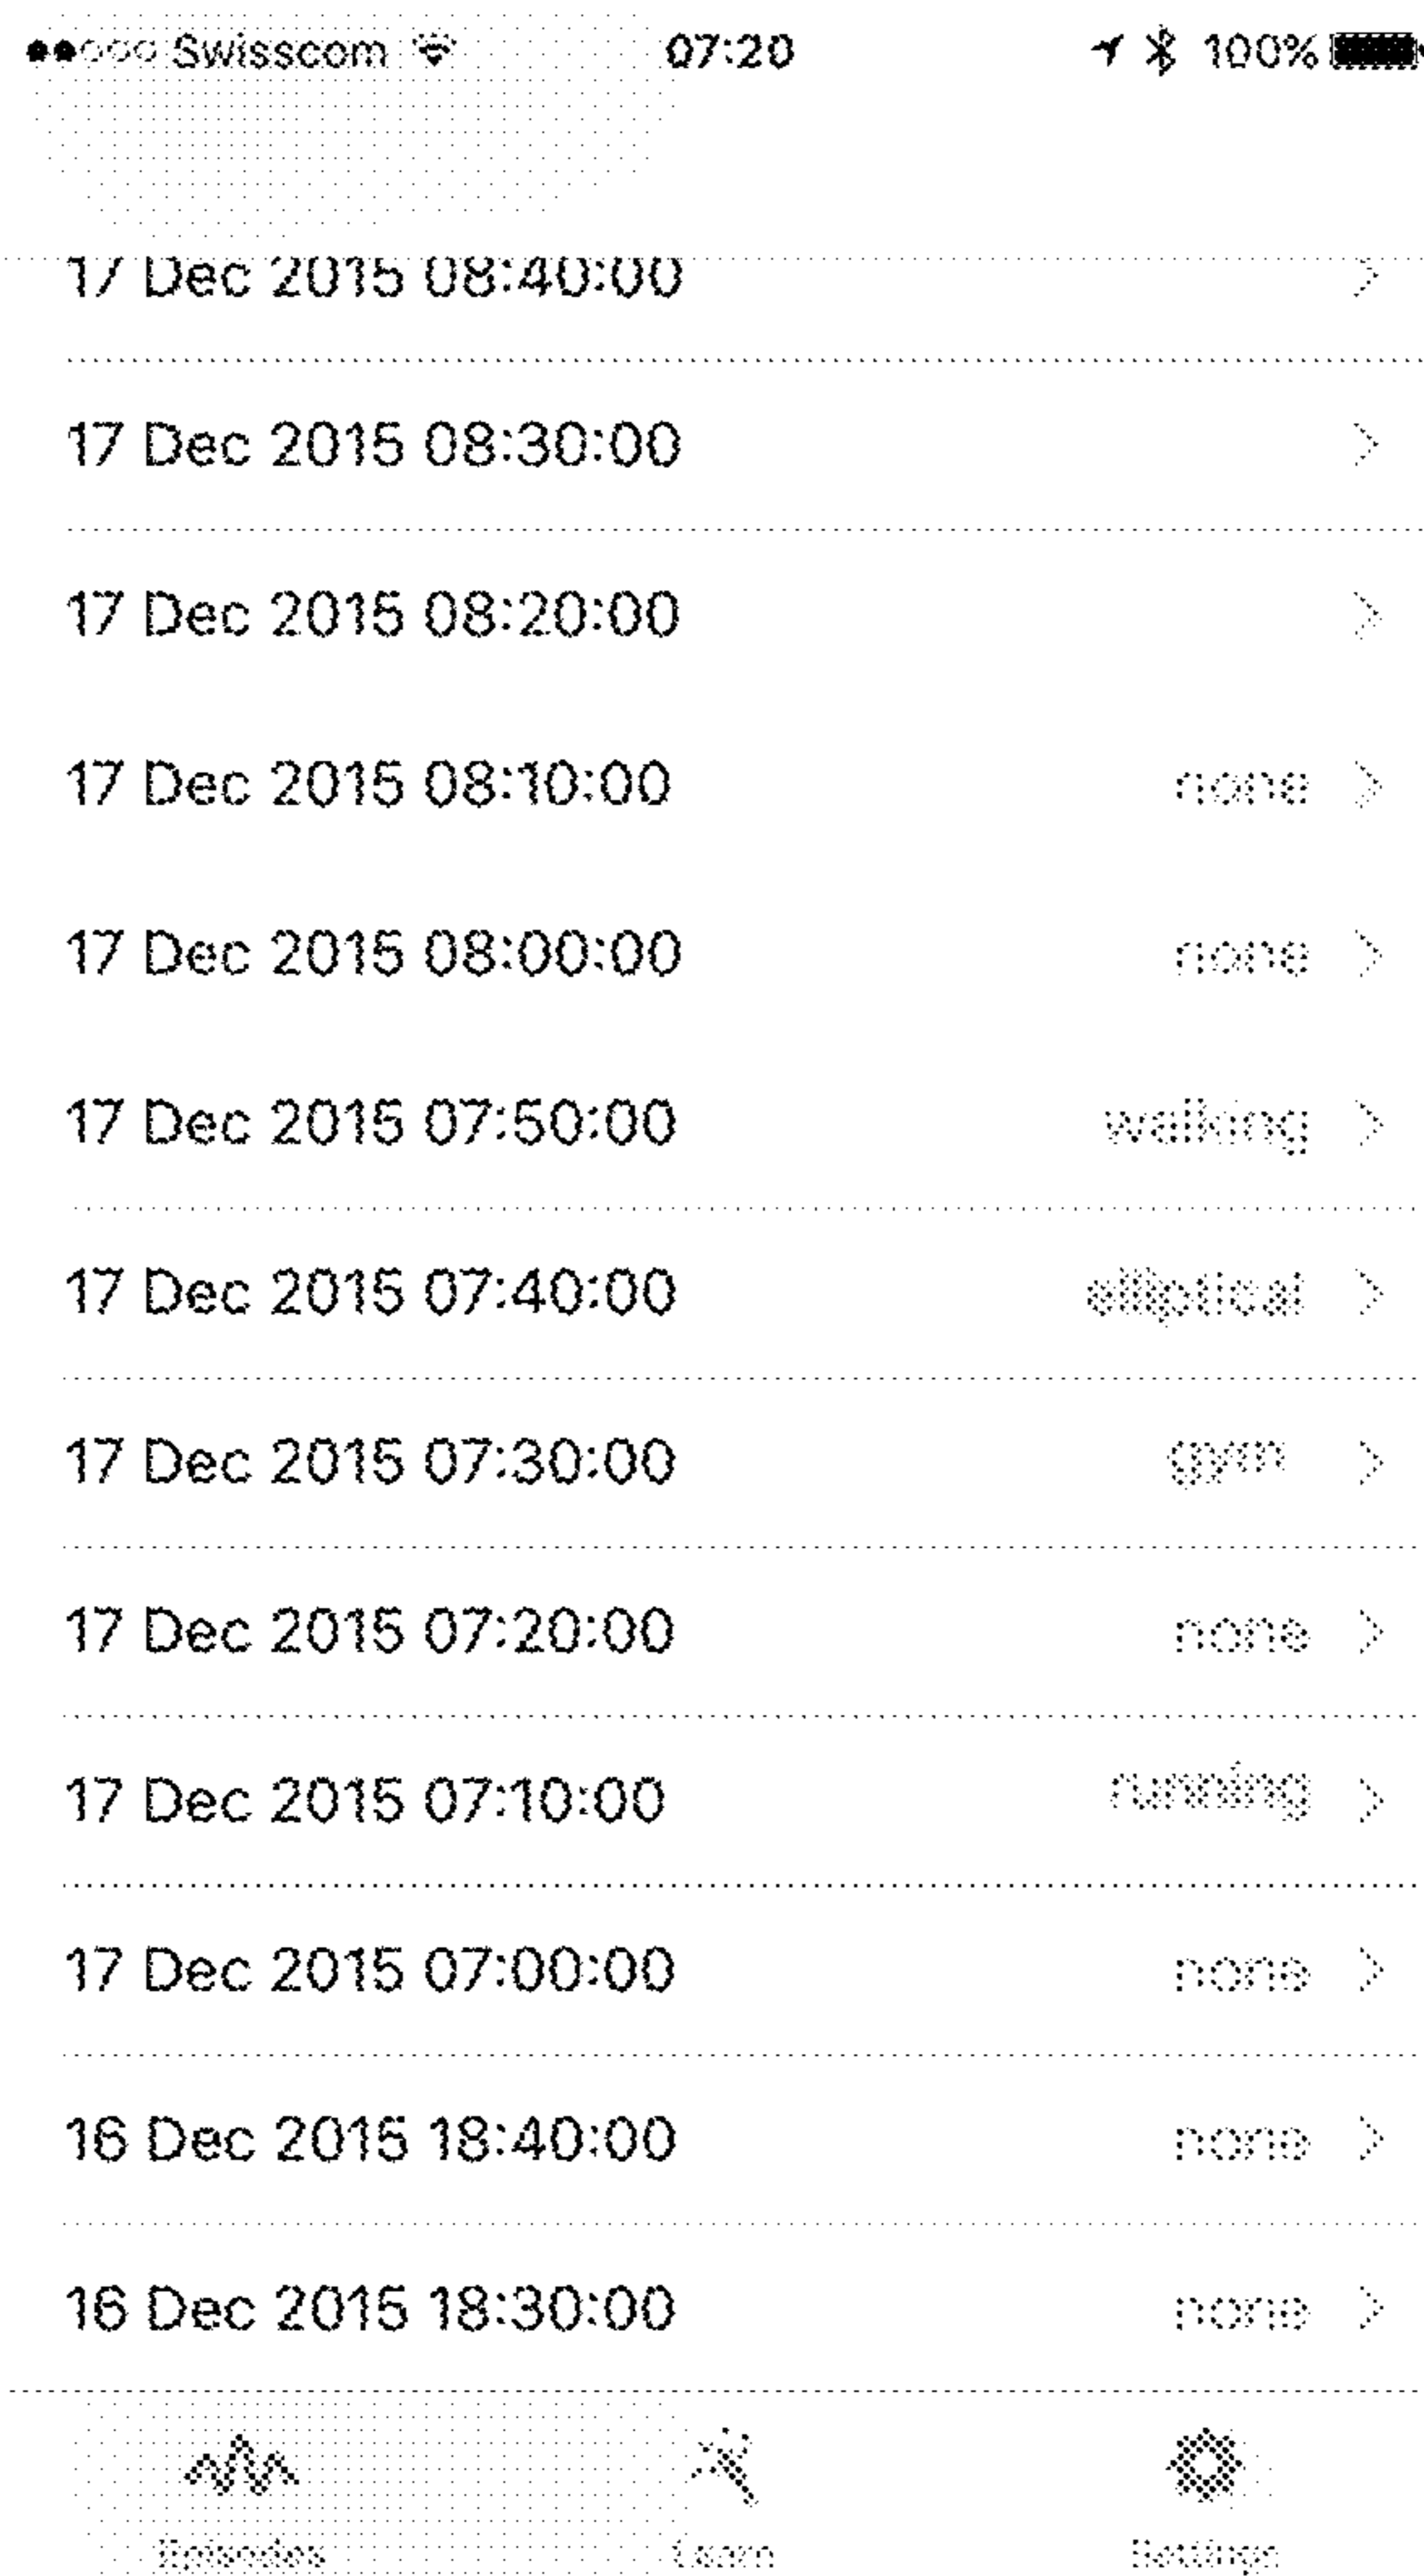 Swisscom 07:20 100%
17 Dec 2015 08:40:00
17 Dec 2015 08:30:00
17 Dec 2015 08:20:00
17 Dec 2015 08:10:00 none
17 Dec 2015 08:00:00 none
17 Dec 2015 07:50:00 walking
17 Dec 2015 07:40:00 elliptical
17 Dec 2015 07:30:00 gym
17 Dec 2015 07:20:00 none
17 Dec 2015 07:10:00 running
17 Dec 2015 07:00:00 none
16 Dec 2015 18:40:00 none
16 Dec 2015 18:30:00 none
Episodes Learn Settings